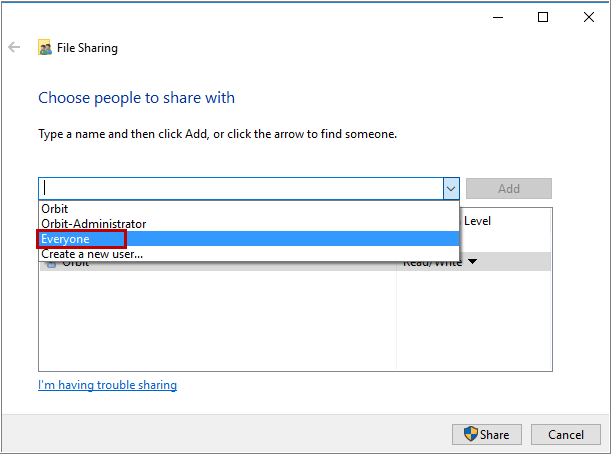 File Sharing
Choose people to share with
Type a name and then click Add, or click the arrow to find someone.
Add
Orbit
Orbit-Administrator
Level
Everyone
Create a new user...
Orbit
Read/Write
I'm having trouble sharing
Share
Cancel